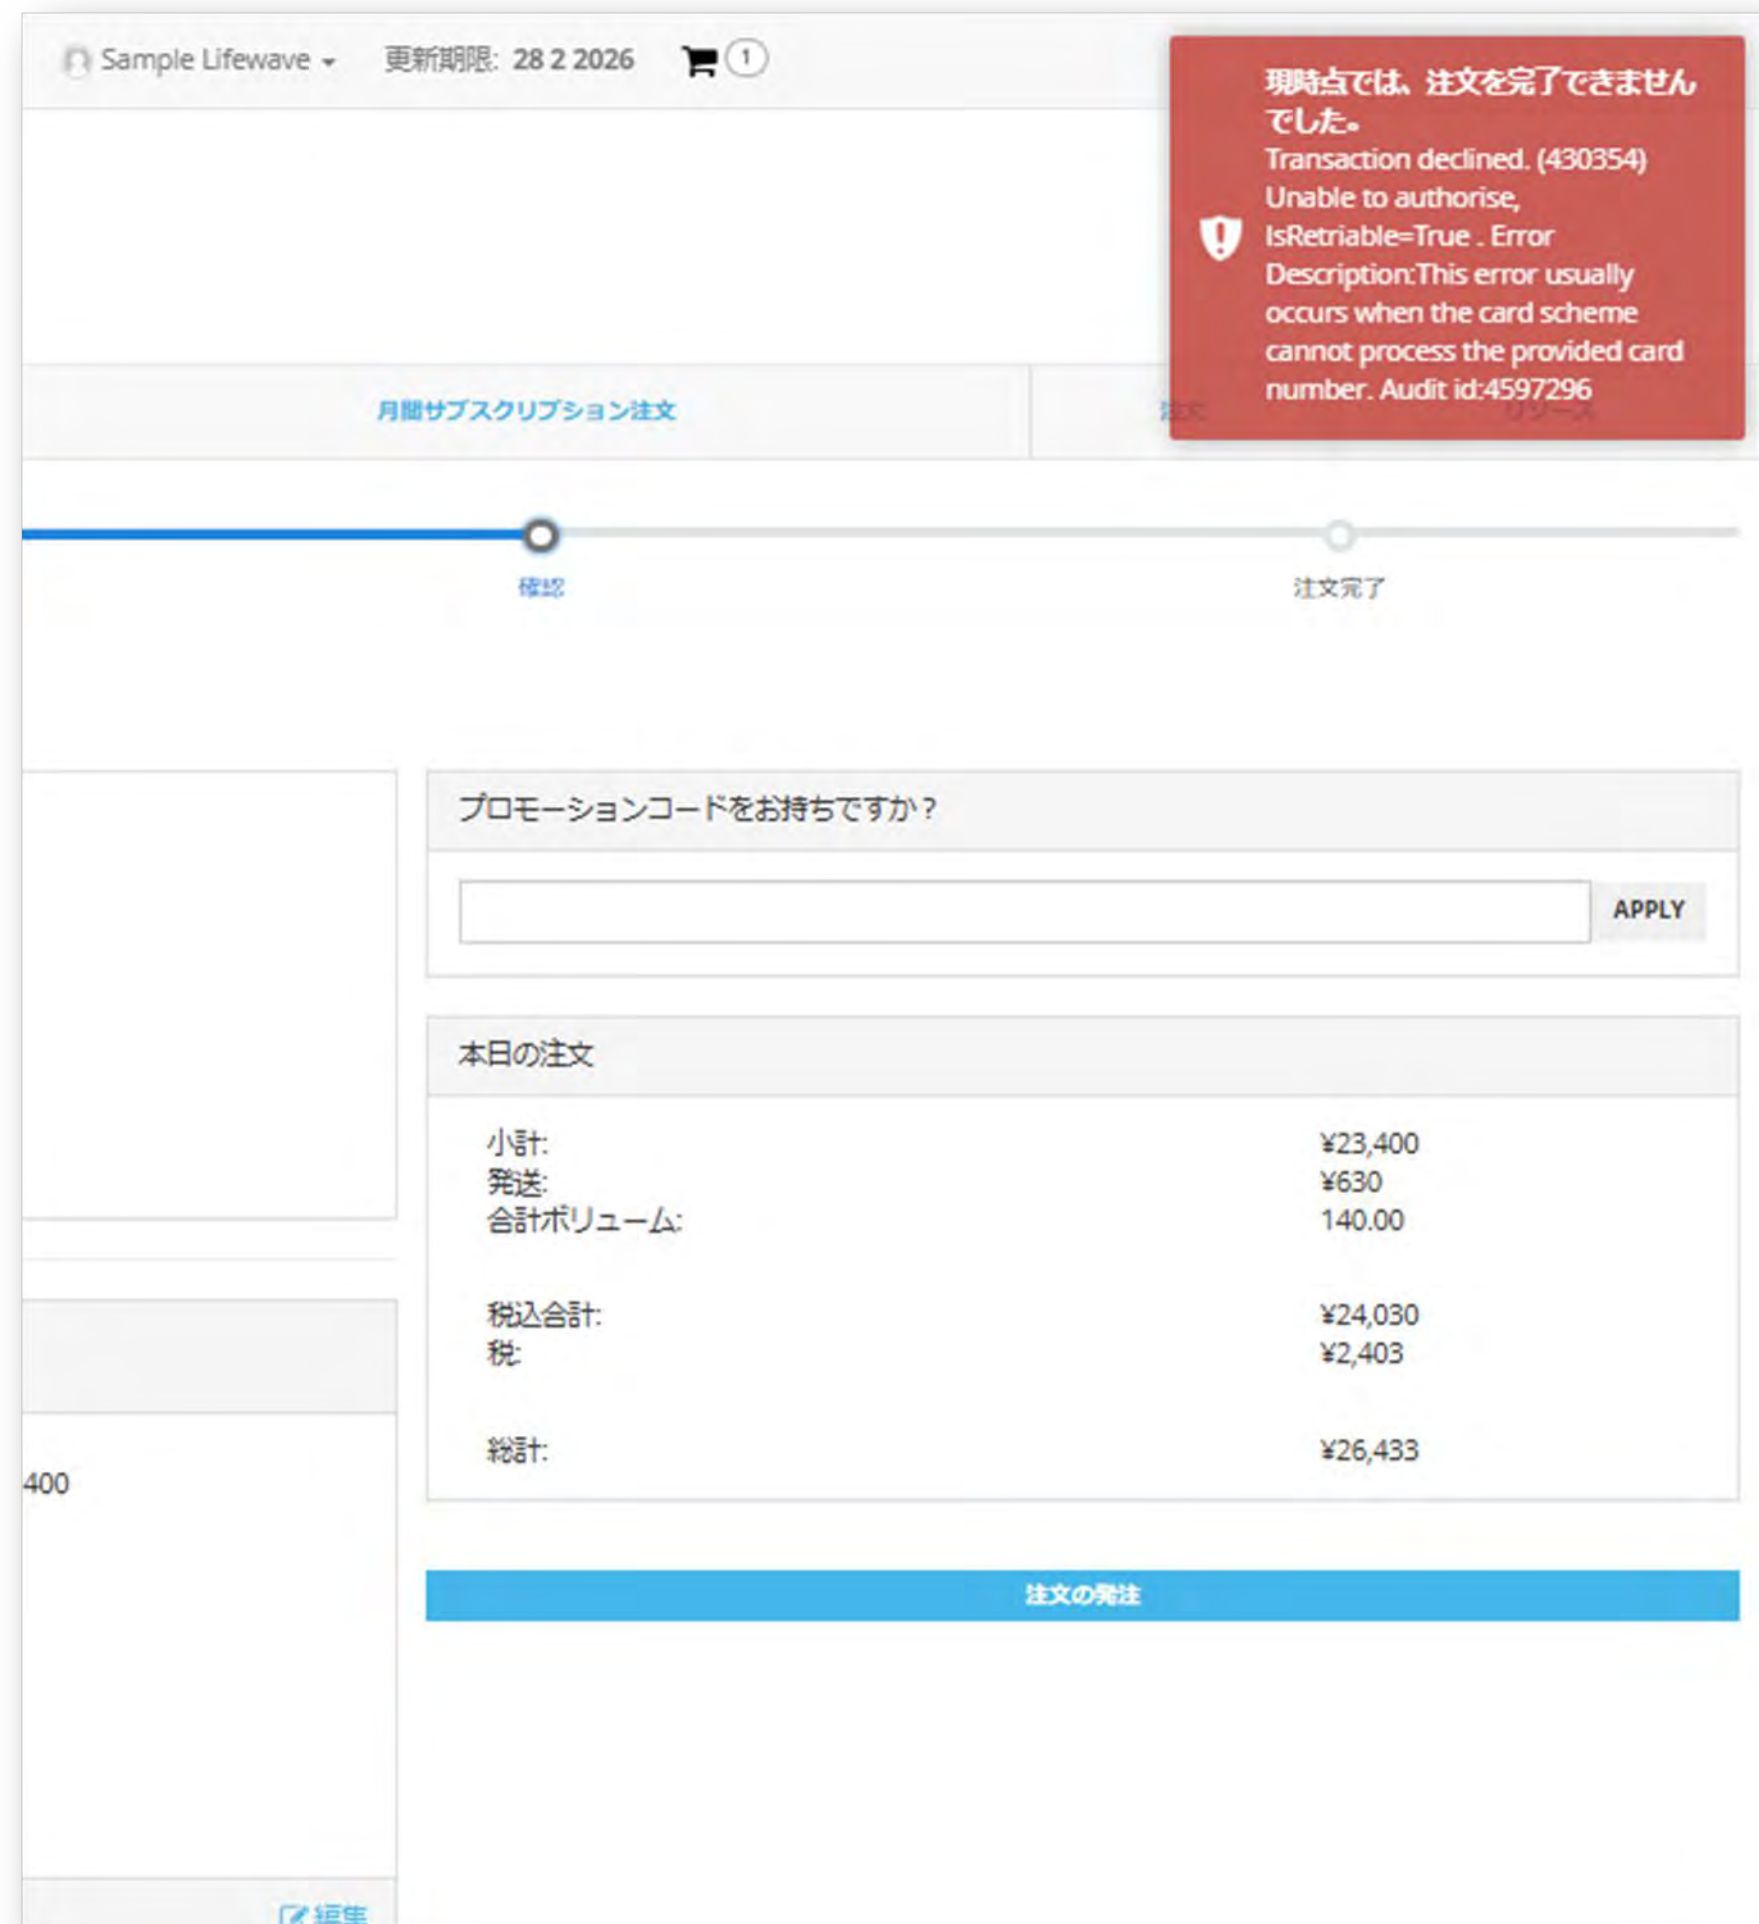 Sample Lifewave
更新期限: 28 2 2026
1
現時点では、注文を完了できません
でした。
Transaction declined. (430354)
Unable to authorise,
IsRetriable=True . Error
Description:This error usually
occurs when the card scheme
cannot process the provided card
number. Audit id:4597296
月間サブスクリプション注文
注文
リソース
確認
注文完了
プロモーションコードをお持ちですか？
APPLY
本日の注文
小計: ¥23,400
発送: ¥630
合計ボリューム: 140.00
税込合計: ¥24,030
税: ¥2,403
総計: ¥26,433
400
注文の発注
編集